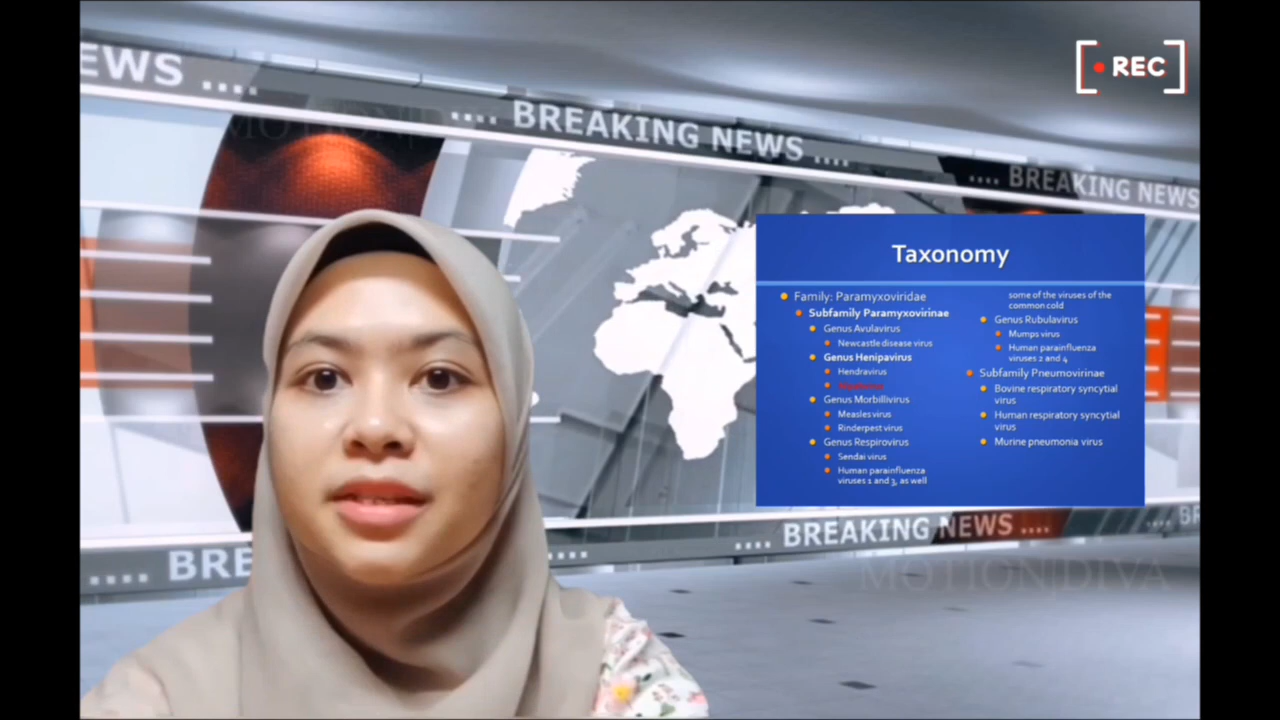 REC
EWS ....
.... BREAKING NEWS ....
.... BREAKING NEWS
Taxonomy
Family: Paramyxoviridae
Subfamily Paramyxovirinae
Genus Avulavirus
Newcastle disease virus
Genus Henipavirus
Hendravirus
Genus Morbillivirus
Measles virus
Rinderpest virus
Genus Respirovirus
Sendai virus
Human parainfluenza
viruses 1 and 3, as well
some of the viruses of the
common cold
Genus Rubulavirus
Mumps virus
Human parainfluenza
viruses 2 and 4
Subfamily Pneumovirinae
Bovine respiratory syncytial
virus
Human respiratory syncytial
virus
Murine pneumonia virus
.... BRE
.... BREAKING NEWS ....
MOTION|DIVA